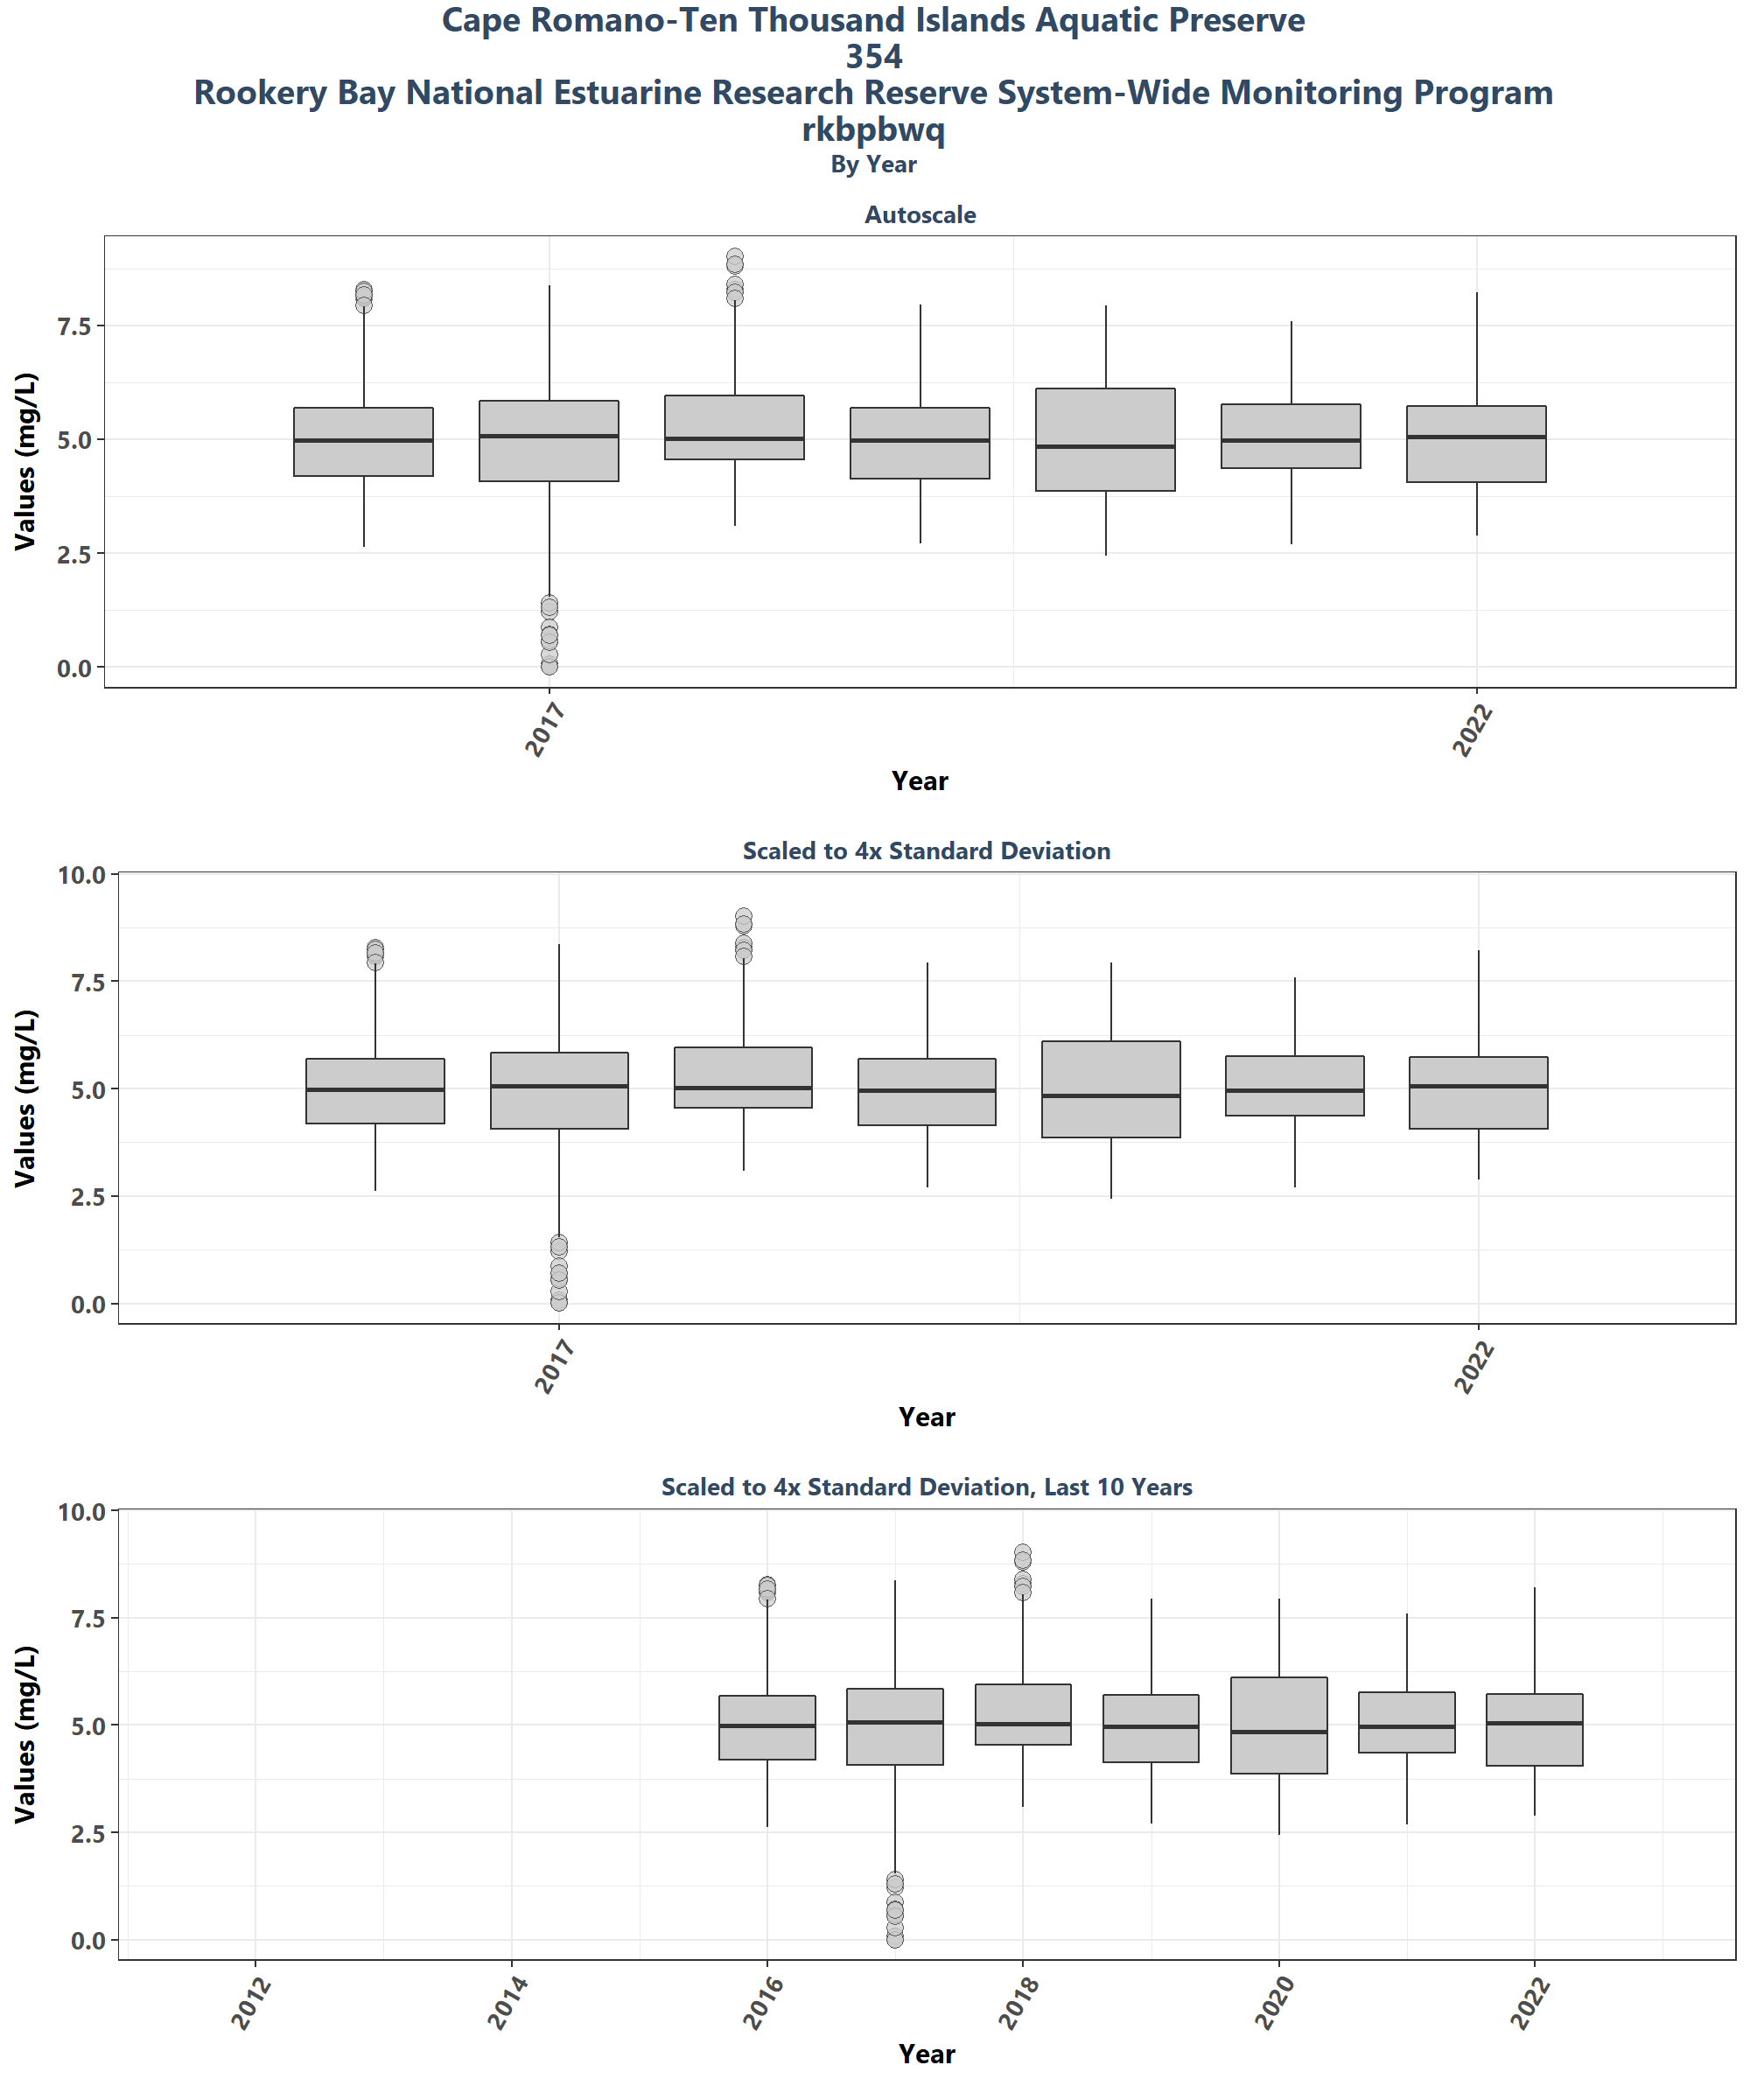 Cape Romano-Ten Thousand Islands Aquatic Preserve
354
Rookery Bay National Estuarine Research Reserve System-Wide Monitoring Program
rkbpbwq
By Year
Autoscale
Values (mg/L)
7.5
5.0
2.5
0.0
2017
2022
Year
Scaled to 4x Standard Deviation
Values (mg/L)
10.0
7.5
5.0
2.5
0.0
2017
2022
Year
Scaled to 4x Standard Deviation, Last 10 Years
Values (mg/L)
10.0
7.5
5.0
2.5
0.0
2012
2014
2016
2018
2020
2022
Year